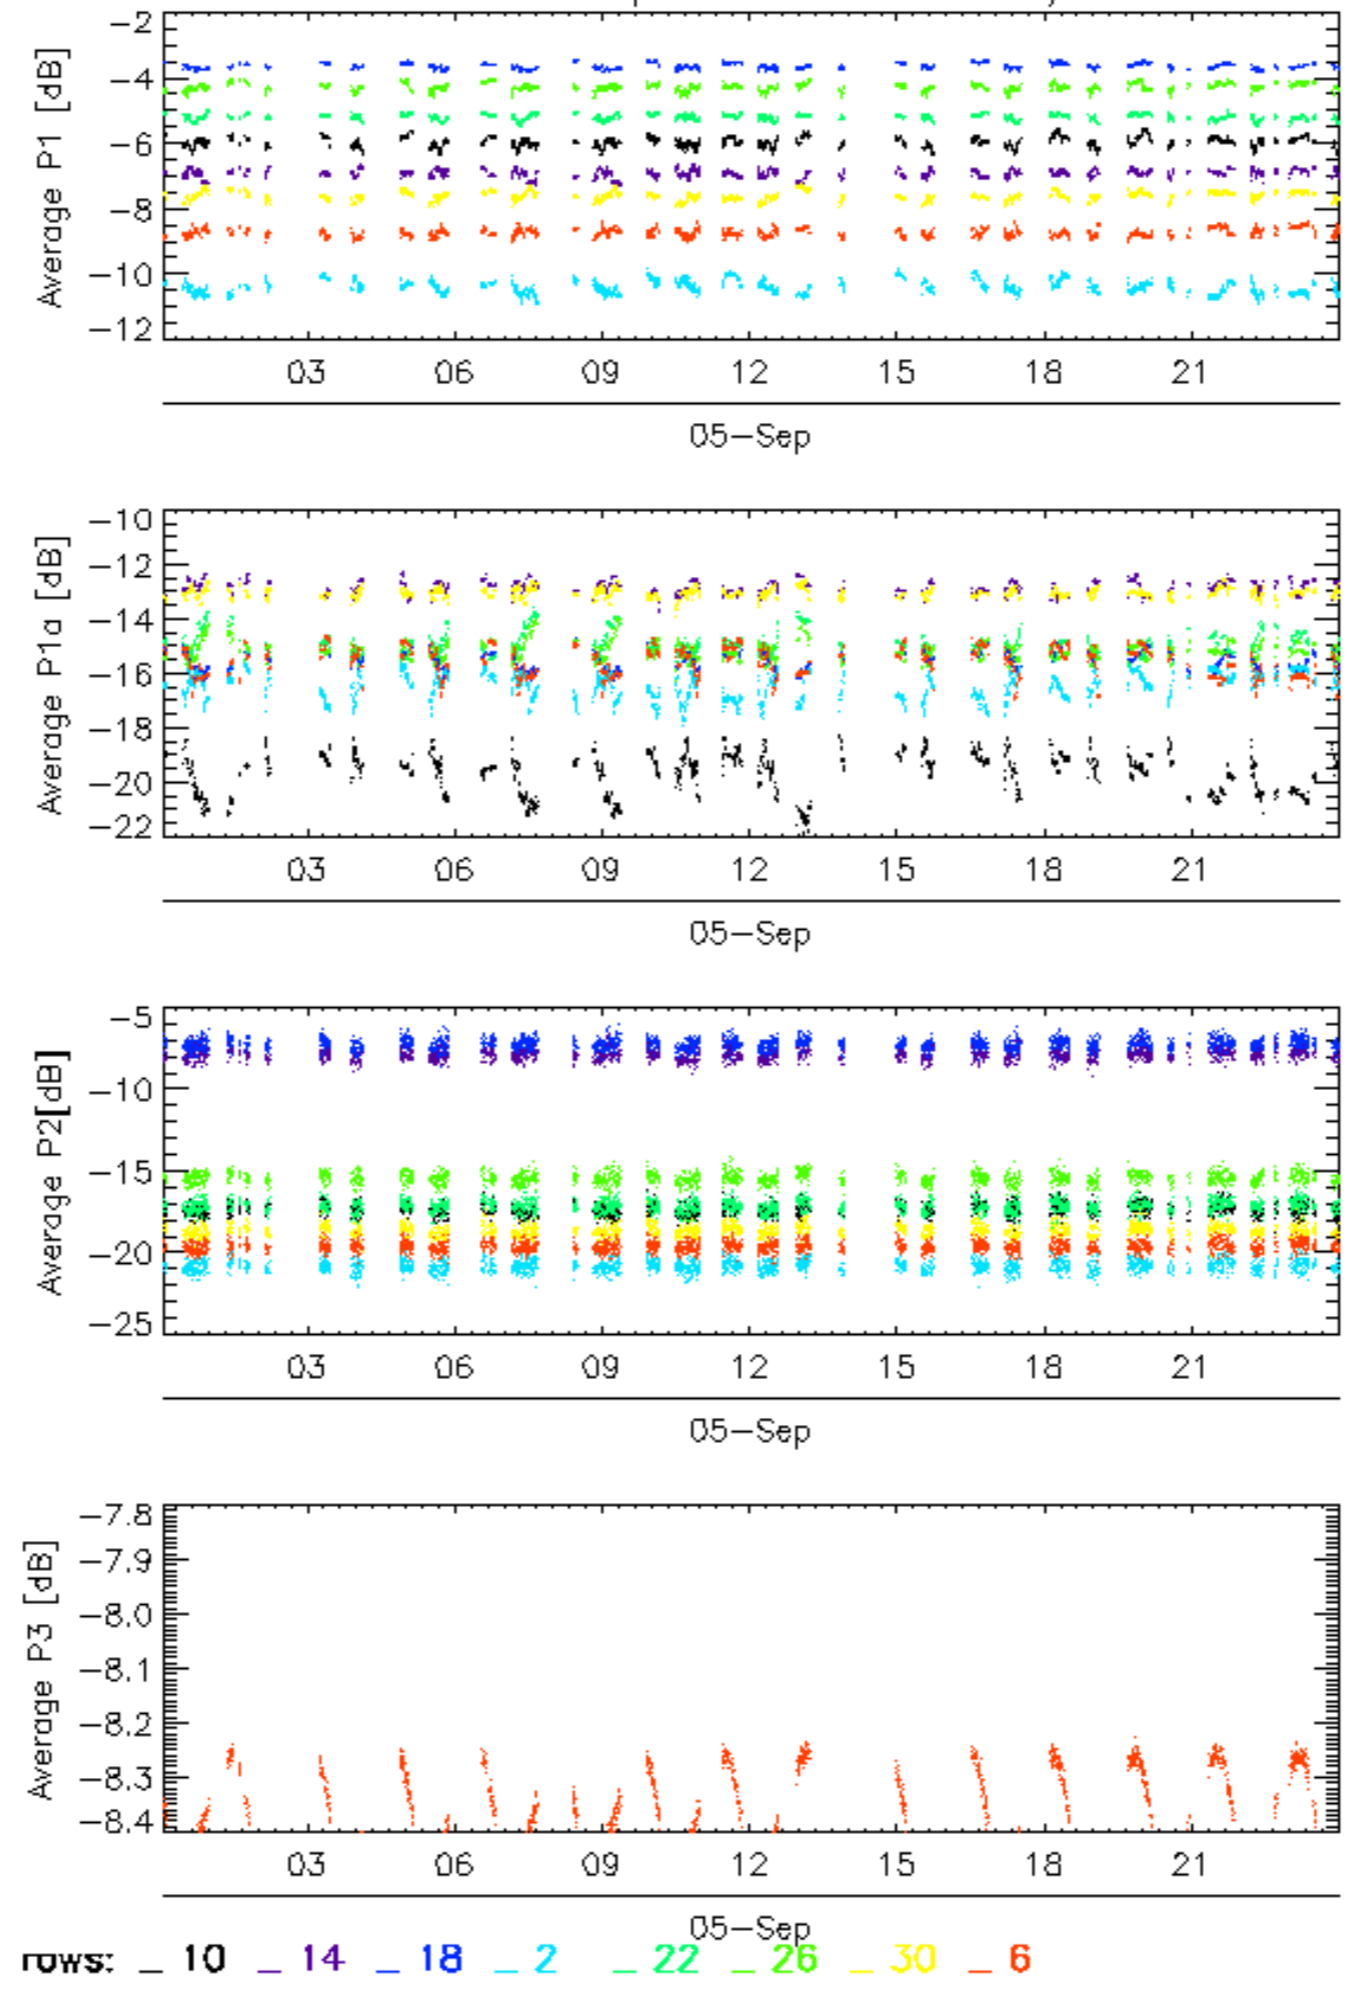 Average P1 [dB]
−2
−4
−6
−8
−10
−12
03 06 09 12 15 18 21
05−Sep
Average P1a [dB]
−10
−12
−14
−16
−18
−20
−22
03 06 09 12 15 18 21
05−Sep
Average P2[dB]
−5
−10
−15
−20
−25
03 06 09 12 15 18 21
05−Sep
Average P3 [dB]
−7.8
−7.9
−8.0
−8.1
−8.2
−8.3
−8.4
03 06 09 12 15 18 21
05−Sep
rows: _ 10 _ 14 _ 18 _ 2 _ 22 _ 26 _ 30 _ 6